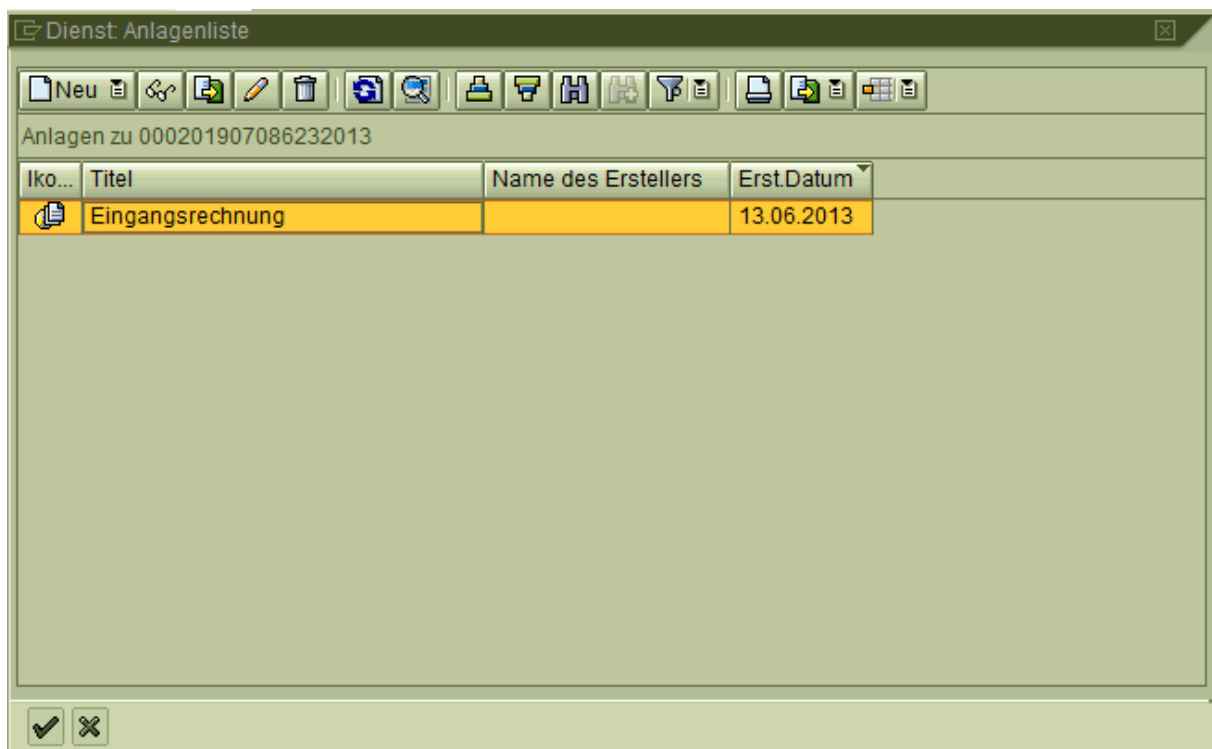 Dienst: Anlagenliste
Neu
Anlagen zu 000201907086232013
Iko... Titel Name des Erstellers Erst.Datum
Eingangsrechnung 13.06.2013